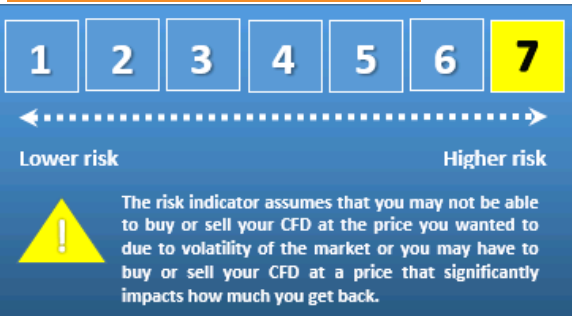 1 2 3 4 5 6 7
Lower risk Higher risk
!
The risk indicator assumes that you may not be able
to buy or sell your CFD at the price you wanted to
due to volatility of the market or you may have to
buy or sell your CFD at a price that significantly
impacts how much you get back.